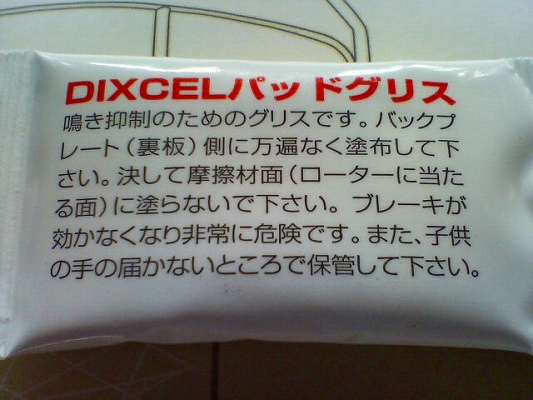 DIXCELパッドグリス
鳴き抑制のためのグリスです。バックプ
レート（裏板）側に万遍なく塗布して下
さい。決して摩擦材面（ローターに当た
る面）に塗らないで下さい。ブレーキが
効かなくなり非常に危険です。また、子供
の手の届かないところで保管して下さい。